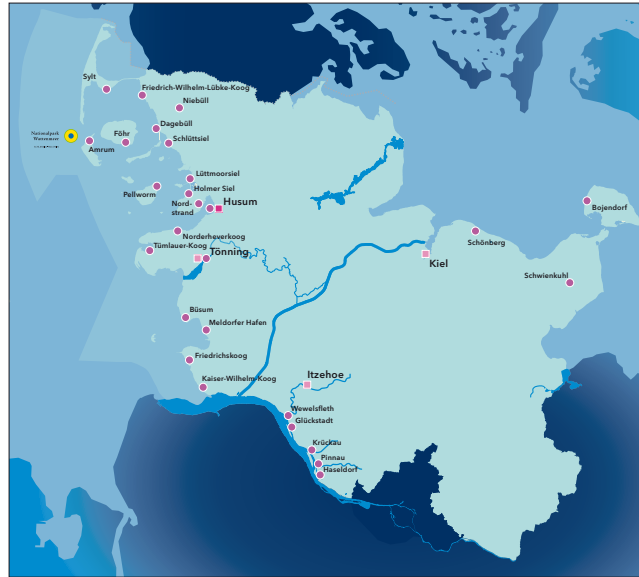 Sylt
Friedrich-Wilhelm-Lübke-Koog
Niebüll
Dagebüll
Nationalpark
Wattenmeer
Föhr
Schlüttsiel
Amrum
Lüttmoorsiel
Pellworm
Holmer Siel
Nord-
strand
Husum
Bojendorf
Norderheverkoog
Schönberg
Tümlauer-Koog
Tönning
Kiel
Schwienkuhl
Büsum
Meldorfer Hafen
Friedrichskoog
Kaiser-Wilhelm-Koog
Itzehoe
Wewelsfleth
Glückstadt
Krückau
Pinnau
Haseldorf